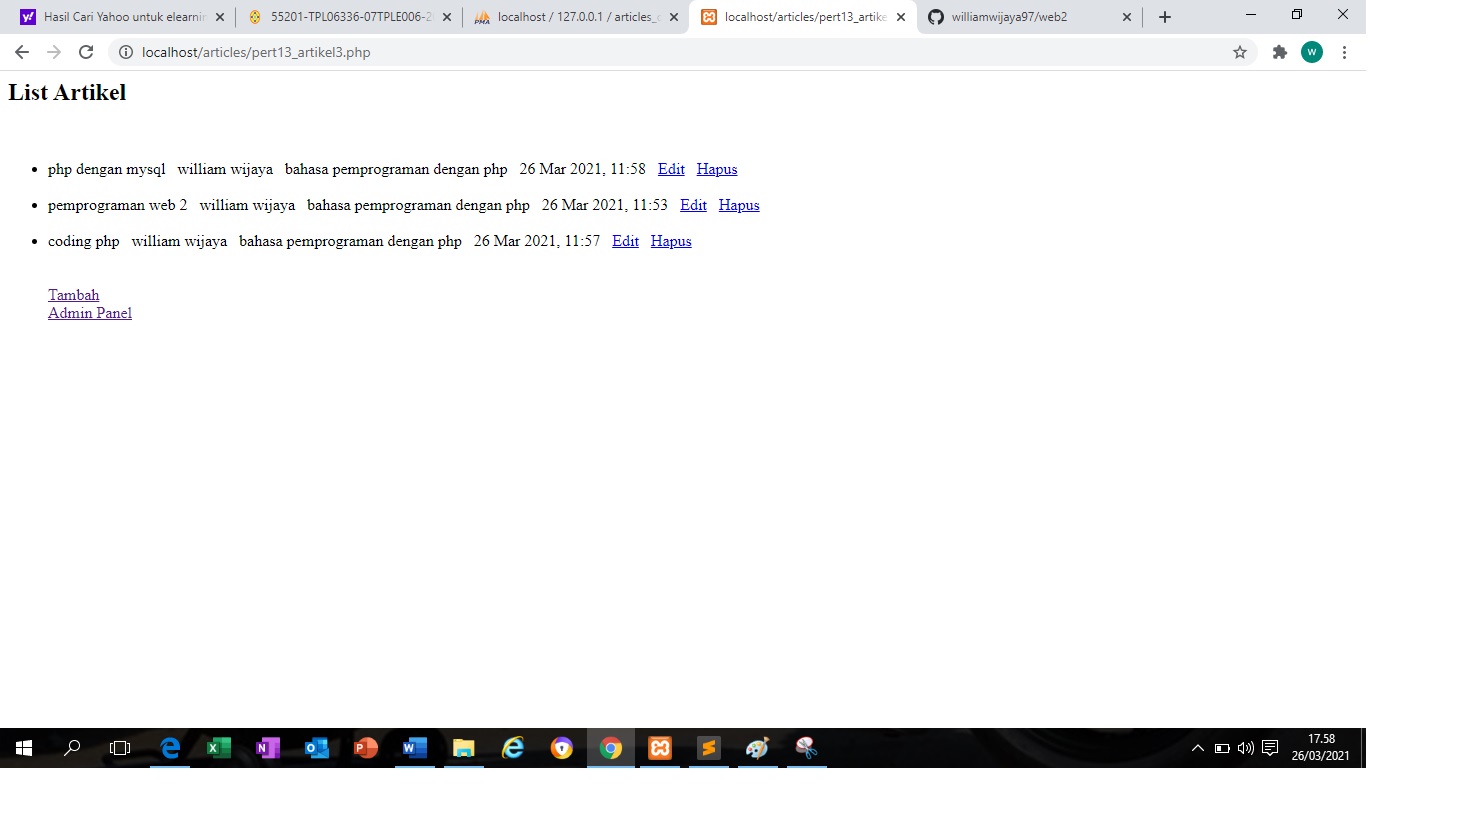 Hasil Cari Yahoo untuk elearnin
55201-TPL06336-07TPLE006-2
localhost / 127.0.0.1 / articles_c
localhost/articles/pert13_artike
williamwijaya97/web2
localhost/articles/pert13_artikel3.php
W
List Artikel
php dengan mysql william wijaya bahasa pemprograman dengan php 26 Mar 2021, 11:58 Edit Hapus
pemprograman web 2 william wijaya bahasa pemprograman dengan php 26 Mar 2021, 11:53 Edit Hapus
coding php william wijaya bahasa pemprograman dengan php 26 Mar 2021, 11:57 Edit Hapus
Tambah
Admin Panel
17.58
26/03/2021